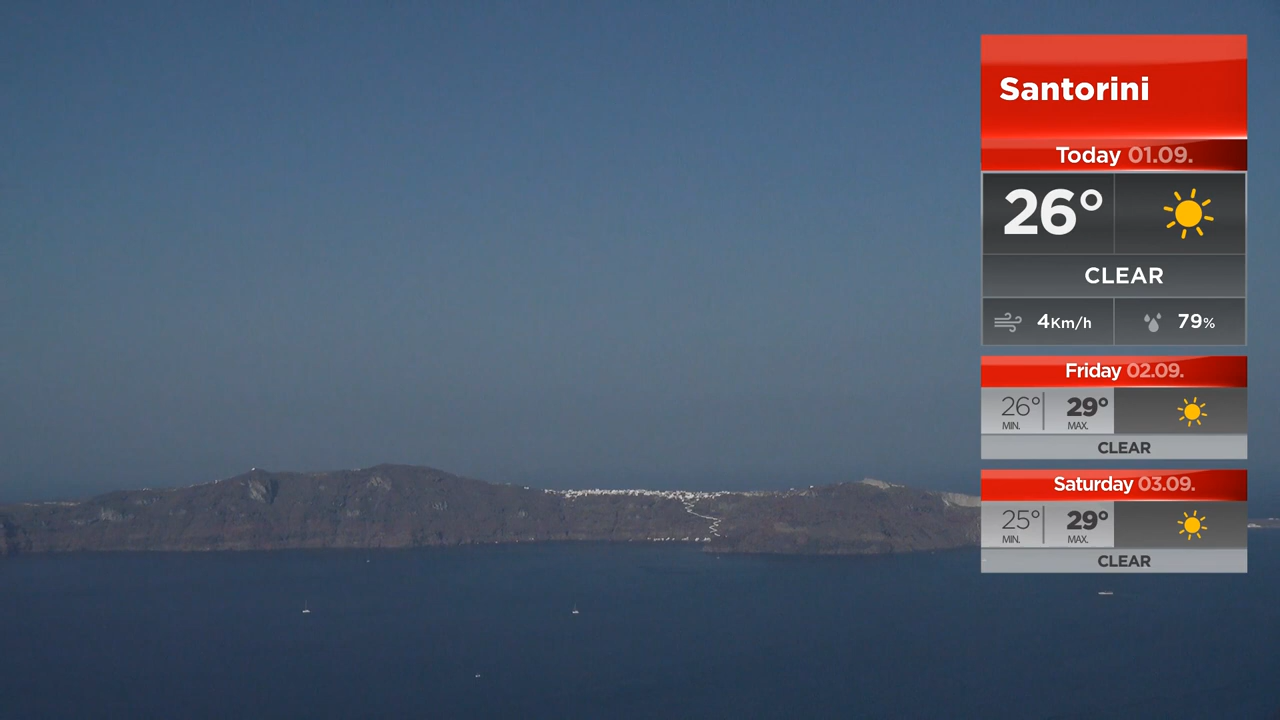 Santorini
Today 01.09.
26°
CLEAR
4Km/h 79%
Friday 02.09.
26° 29°
MIN. MAX.
CLEAR
Saturday 03.09.
25° 29°
MIN. MAX.
CLEAR